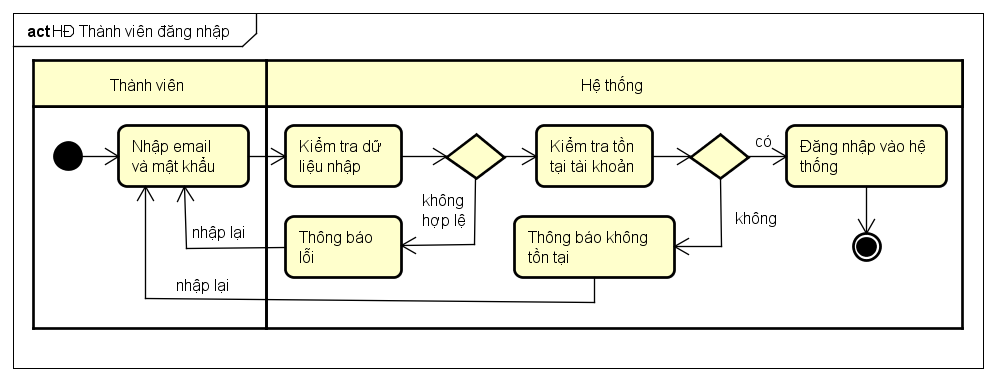 act HĐ Thành viên đăng nhập
Thành viên
Hệ thống
Nhập email
và mật khẩu
Kiểm tra dữ
liệu nhập
Kiểm tra tồn
tại tài khoản
có
Đăng nhập vào hệ
thống
không
hợp lệ
không
nhập lại
Thông báo
lỗi
Thông báo không
tồn tại
nhập lại